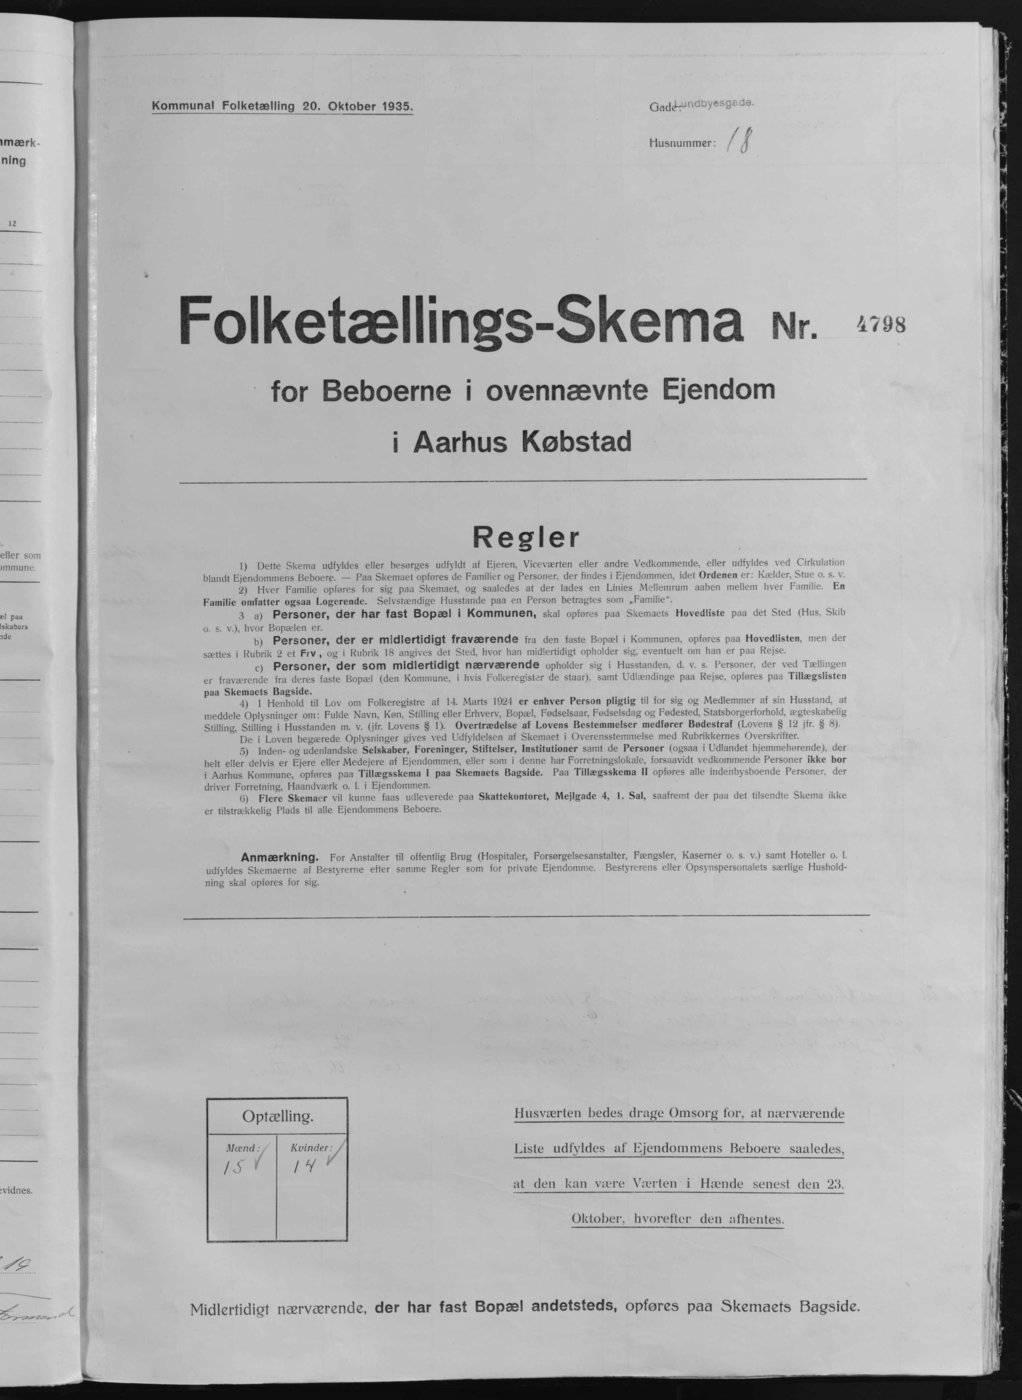 Kommunal Folketælling 20. Oktober 1935.
Gade: Lundbyesgade.
Husnummer: 18
Folketællings-Skema Nr. 4798
for Beboerne i ovennævnte Ejendom
i Aarhus Købstad
Regler
1) Dette Skema udfyldes eller besørges udfyldt af Ejeren, Viceværten eller andre Vedkommende, eller udfyldes ved Cirkulation
blandt Ejendommens Beboere. — Paa Skemaet opføres de Familier og Personer, der findes i Ejendommen, idet Ordenen er: Kælder, Stue o. s. v.
2) Hver Familie opføres for sig paa Skemaet, og saaledes at der lades en Linies Mellemrum aaben mellem hver Familie. En
Familie omfatter ogsaa Logerende. Selvstændige Husstande paa en Person betragtes som „Familie“.
3 a) Personer, der har fast Bopæl i Kommunen, skal opføres paa Skemaets Hovedliste paa det Sted (Hus, Skib
o. s. v.), hvor Bopælen er.
b) Personer, der er midlertidigt fraværende fra den faste Bopæl i Kommunen, opføres paa Hovedlisten, men der
sættes i Rubrik 2 et Frv., og i Rubrik 18 angives det Sted, hvor han midlertidigt opholder sig, eventuelt om han er paa Rejse.
c) Personer, der som midlertidigt nærværende opholder sig i Husstanden, d. v. s. Personer, der ved Tællingen
er fraværende fra deres faste Bopæl (den Kommune, i hvis Folkeregister de staar), samt Udlændinge paa Rejse, opføres paa Tillægslisten
paa Skemaets Bagside.
4) I Henhold til Lov om Folkeregistre af 14. Marts 1924 er enhver Person pligtig til for sig og Medlemmer af sin Husstand, at
meddele Oplysninger om: Fulde Navn, Køn, Stilling eller Erhverv, Bopæl, Fødselsaar, Fødselsdag og Fødested, Statsborgerforhold, ægteskabelig
Stilling, Stilling i Husstanden m. v. (jfr. Lovens § 1). Overtrædelse af Lovens Bestemmelser medfører Bødestraf (Lovens § 12 jfr. § 8).
De i Loven begærede Oplysninger gives ved Udfyldelsen af Skemaet i Overensstemmelse med Rubrikkernes Overskrifter.
5) Inden- og udenlandske Selskaber, Foreninger, Stiftelser, Institutioner samt de Personer (ogsaa i Udlandet hjemmehørende), der
helt eller delvis er Ejere eller Medejere af Ejendommen, eller som i denne har Forretningslokale, forsaavidt vedkommende Personer ikke bor
i Aarhus Kommune, opføres paa Tillægsskema I paa Skemaets Bagside. Paa Tillægsskema II opføres alle indenbysboende Personer, der
driver Forretning, Haandværk o. l. i Ejendommen.
6) Flere Skemaer vil kunne faas udleverede paa Skattekontoret, Mejlgade 4, 1. Sal, saafremt der paa det tilsendte Skema ikke
er tilstrækkelig Plads til alle Ejendommens Beboere.
Anmærkning. For Anstalter til offentlig Brug (Hospitaler, Forsørgelsesanstalter, Fængsler, Kaserner o. s. v.) samt Hoteller o. l.
udfyldes Skemaerne af Bestyrerne efter samme Regler som for private Ejendomme. Bestyrerens eller Opsynspersonalets særlige Hushold-
ning skal opføres for sig.
Optælling.
Mænd: Kvinder:
15 14
Husværten bedes drage Omsorg for, at nærværende
Liste udfyldes af Ejendommens Beboere saaledes,
at den kan være Værten i Hænde senest den 23.
Oktober, hvorefter den afhentes.
Midlertidigt nærværende, der har fast Bopæl andetsteds, opføres paa Skemaets Bagside.